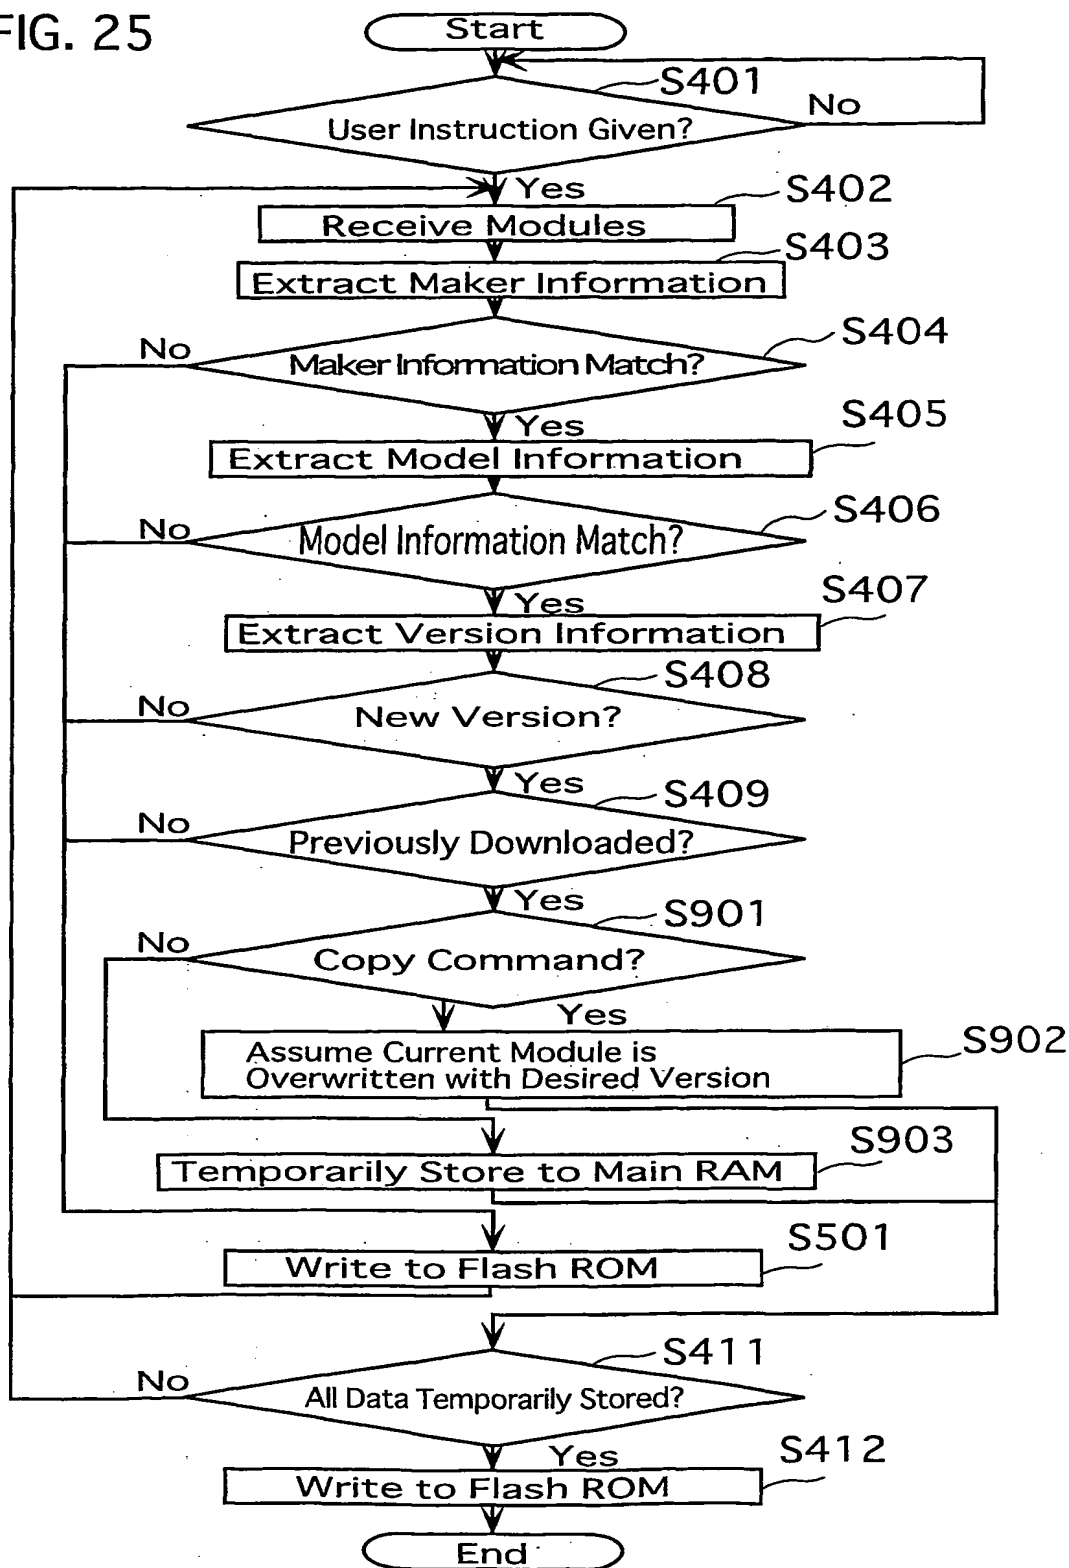 FIG. 25
Start
S401
No
User Instruction Given?
Yes
S402
Receive Modules
S403
Extract Maker Information
S404
No
Maker Information Match?
Yes
S405
Extract Model Information
S406
No
Model Information Match?
Yes
S407
Extract Version Information
S408
No
New Version?
Yes
S409
No
Previously Downloaded?
Yes
S901
No
Copy Command?
Yes
S902
Assume Current Module is
Overwritten with Desired Version
S903
Temporarily Store to Main RAM
S501
Write to Flash ROM
S411
No
All Data Temporarily Stored?
Yes
S412
Write to Flash ROM
End